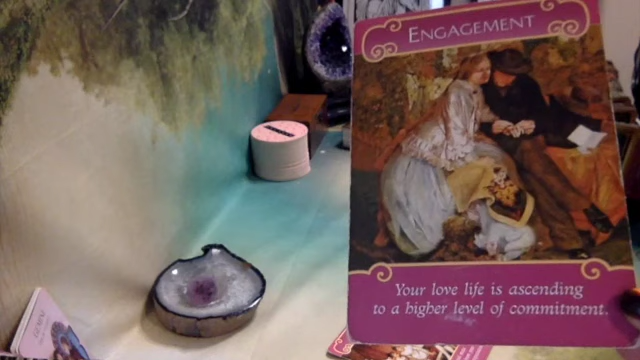 ENGAGEMENT
Your love life is ascending
to a higher level of commitment.